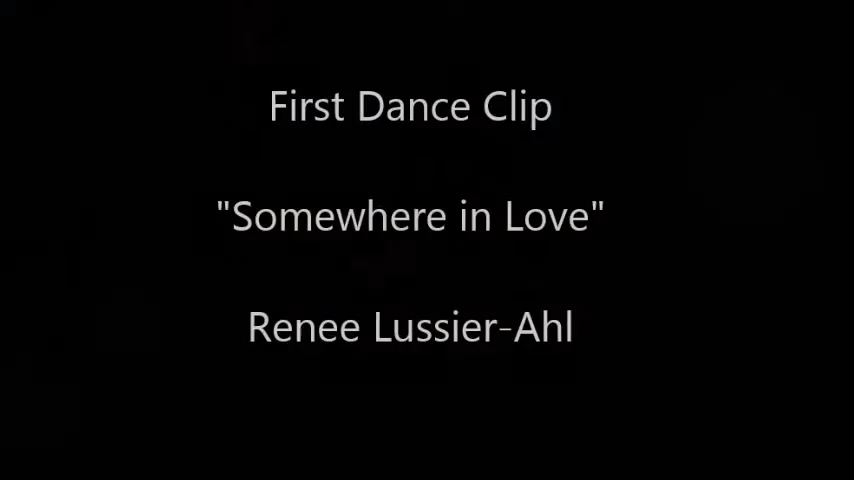 First Dance Clip
"Somewhere in Love"
Renee Lussier-Ahl